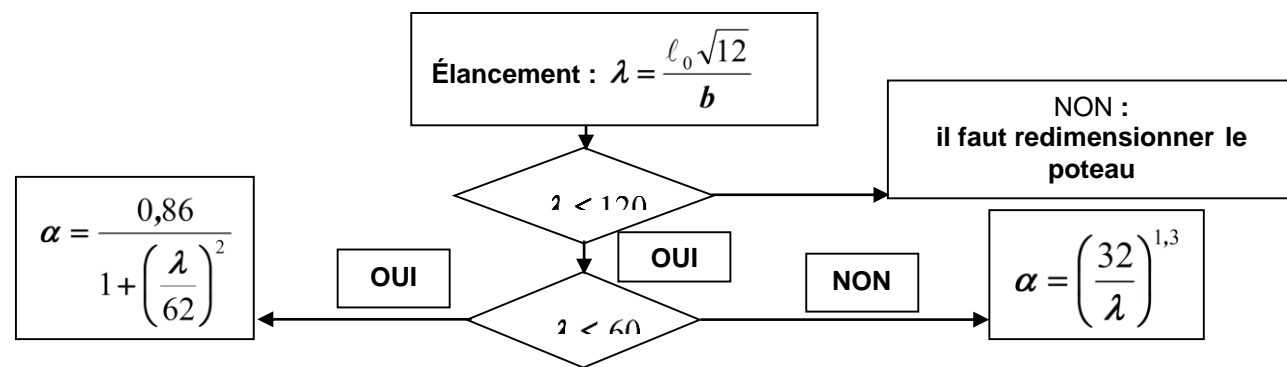 Élancement : λ = ℓ₀√12 / b
NON :
il faut redimensionner le
poteau
λ ≤ 120
α = 0,86 / (1 + (λ/62)²)
OUI
OUI
NON
α = (32/λ)^1,3
λ ≤ 60